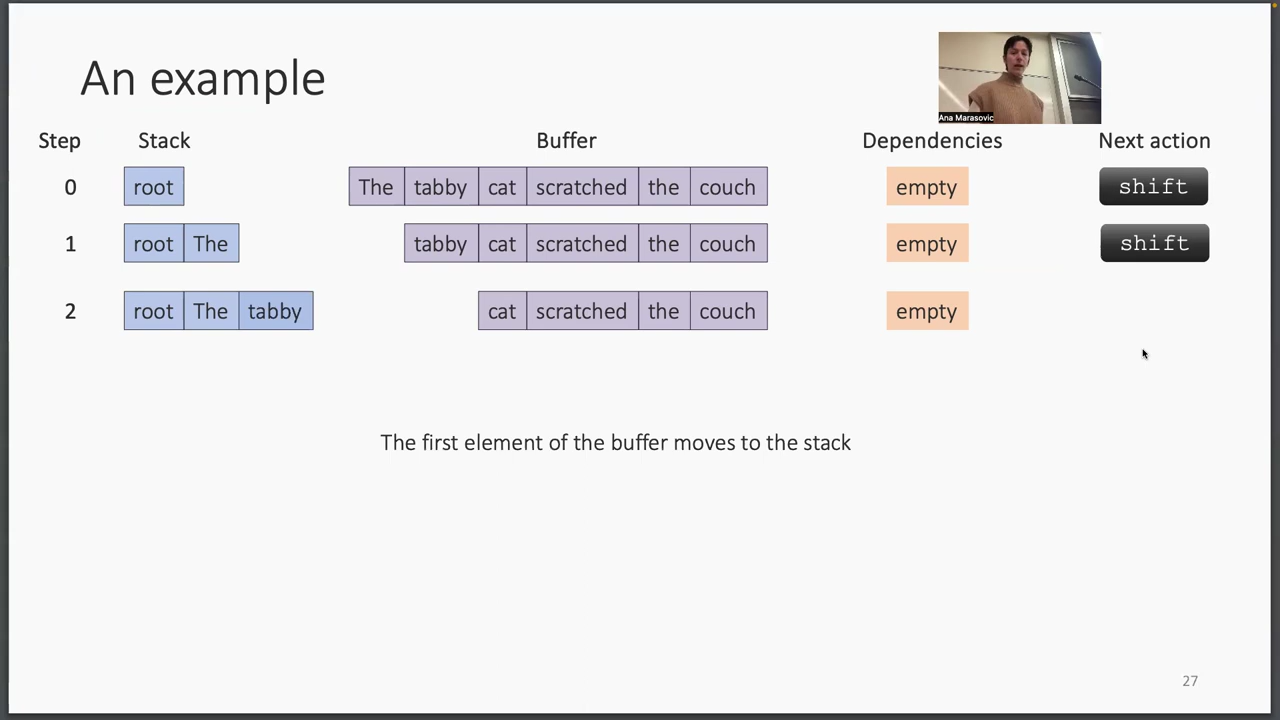 An example
Ana Marasovic
Step Stack Buffer Dependencies Next action
0 root The tabby cat scratched the couch empty shift
1 root The tabby cat scratched the couch empty shift
2 root The tabby cat scratched the couch empty
The first element of the buffer moves to the stack
27